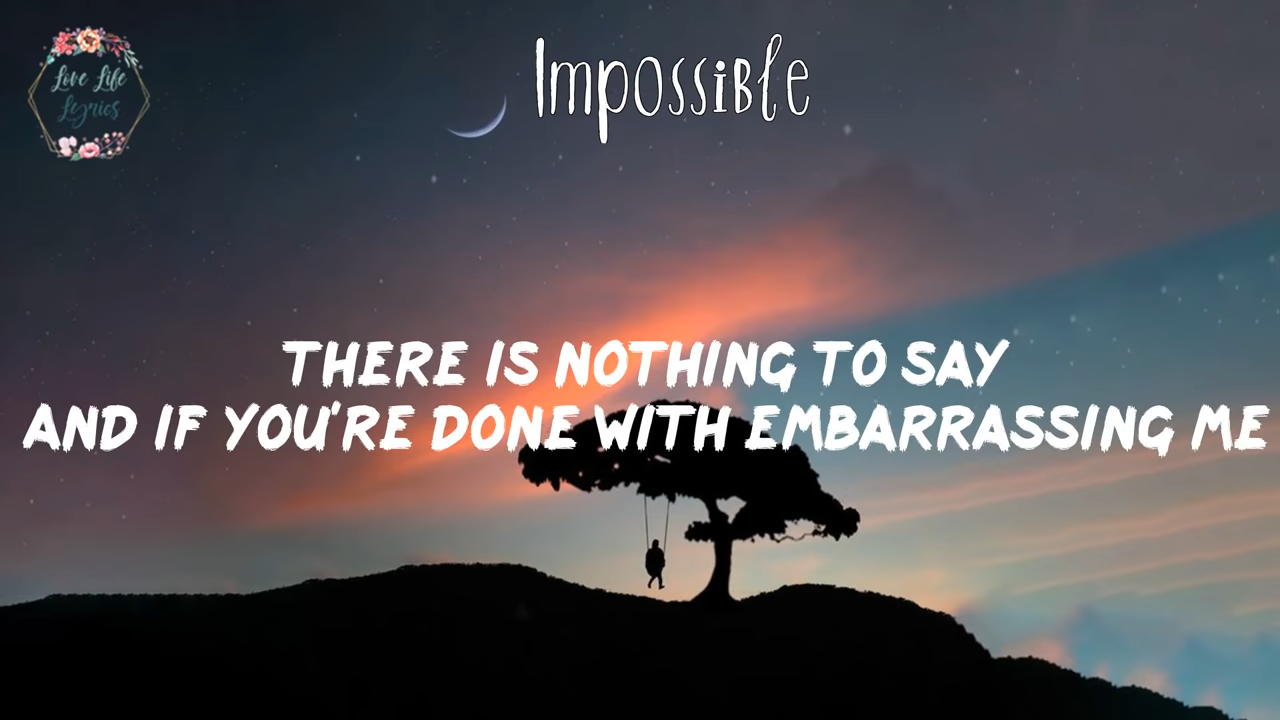 Love Life
Lyrics
Impossible
THERE IS NOTHING TO SAY
AND IF YOU'RE DONE WITH EMBARRASSING ME